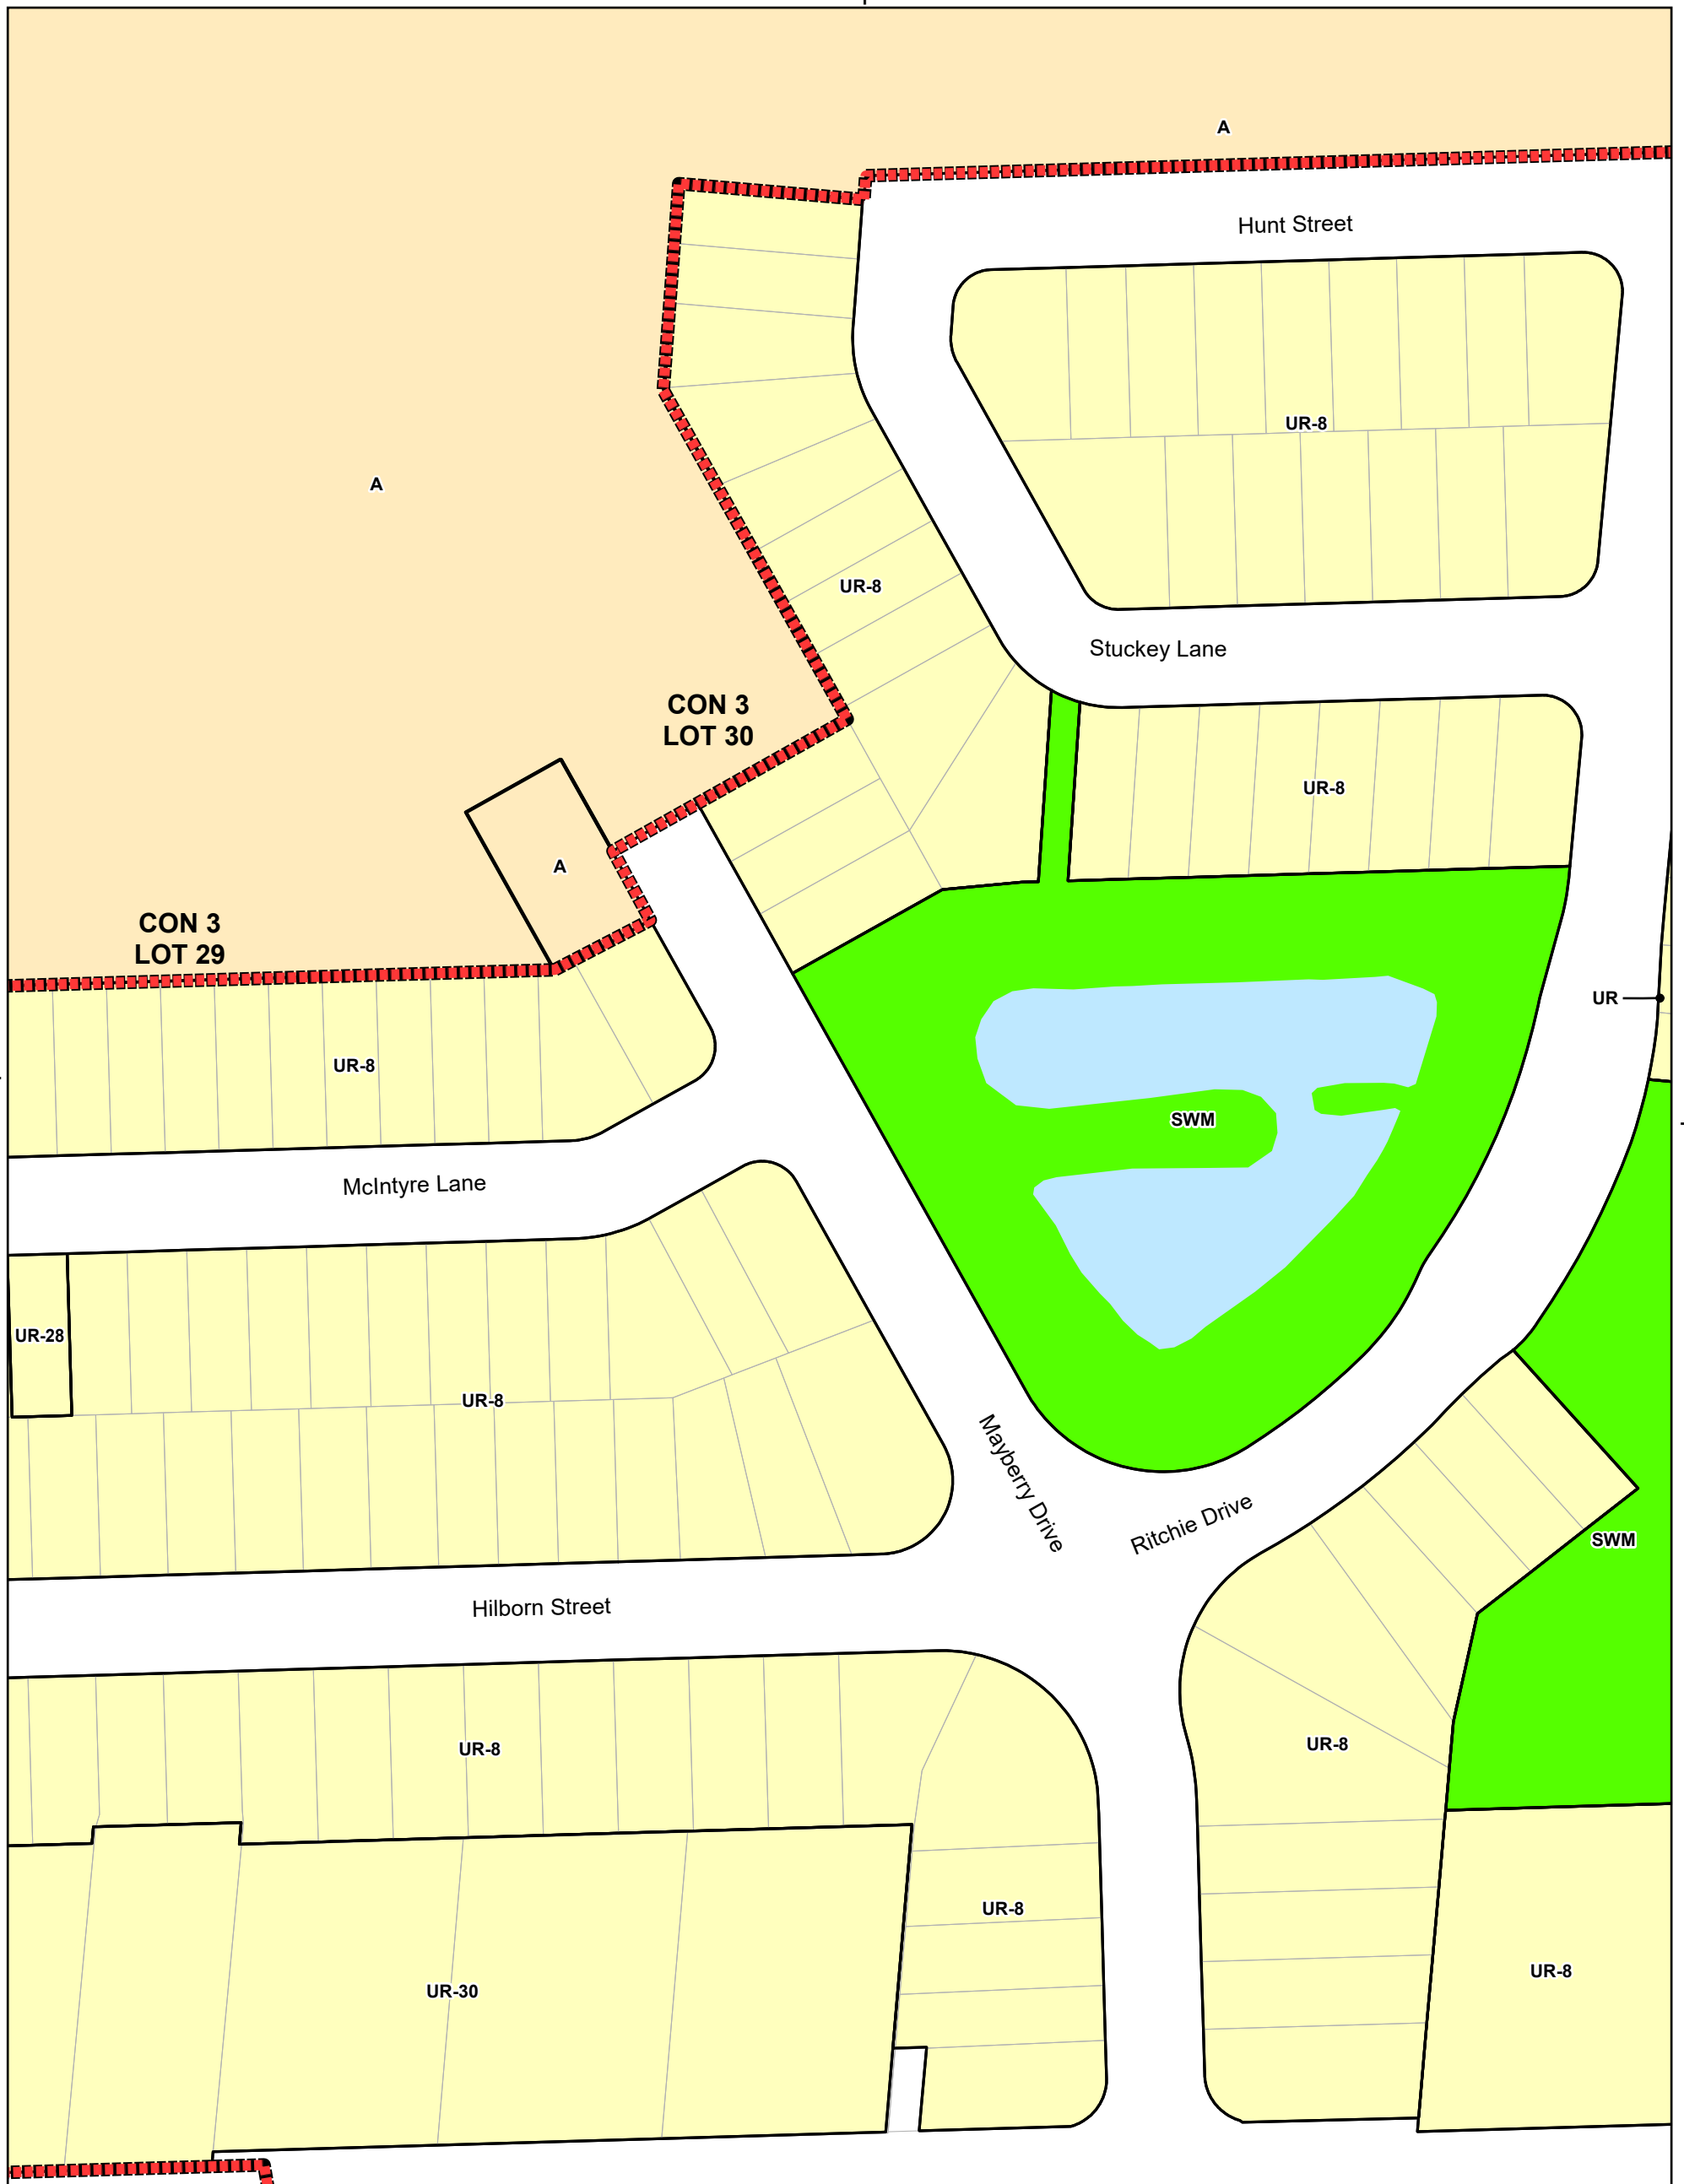 A
Hunt Street
UR-8
A
UR-8
Stuckey Lane
CON 3
LOT 30
UR-8
A
CON 3
LOT 29
UR
UR-8
SWM
McIntyre Lane
UR-28
UR-8
Mayberry Drive
Ritchie Drive
SWM
Hilborn Street
UR-8
UR-8
UR-8
UR-8
UR-30